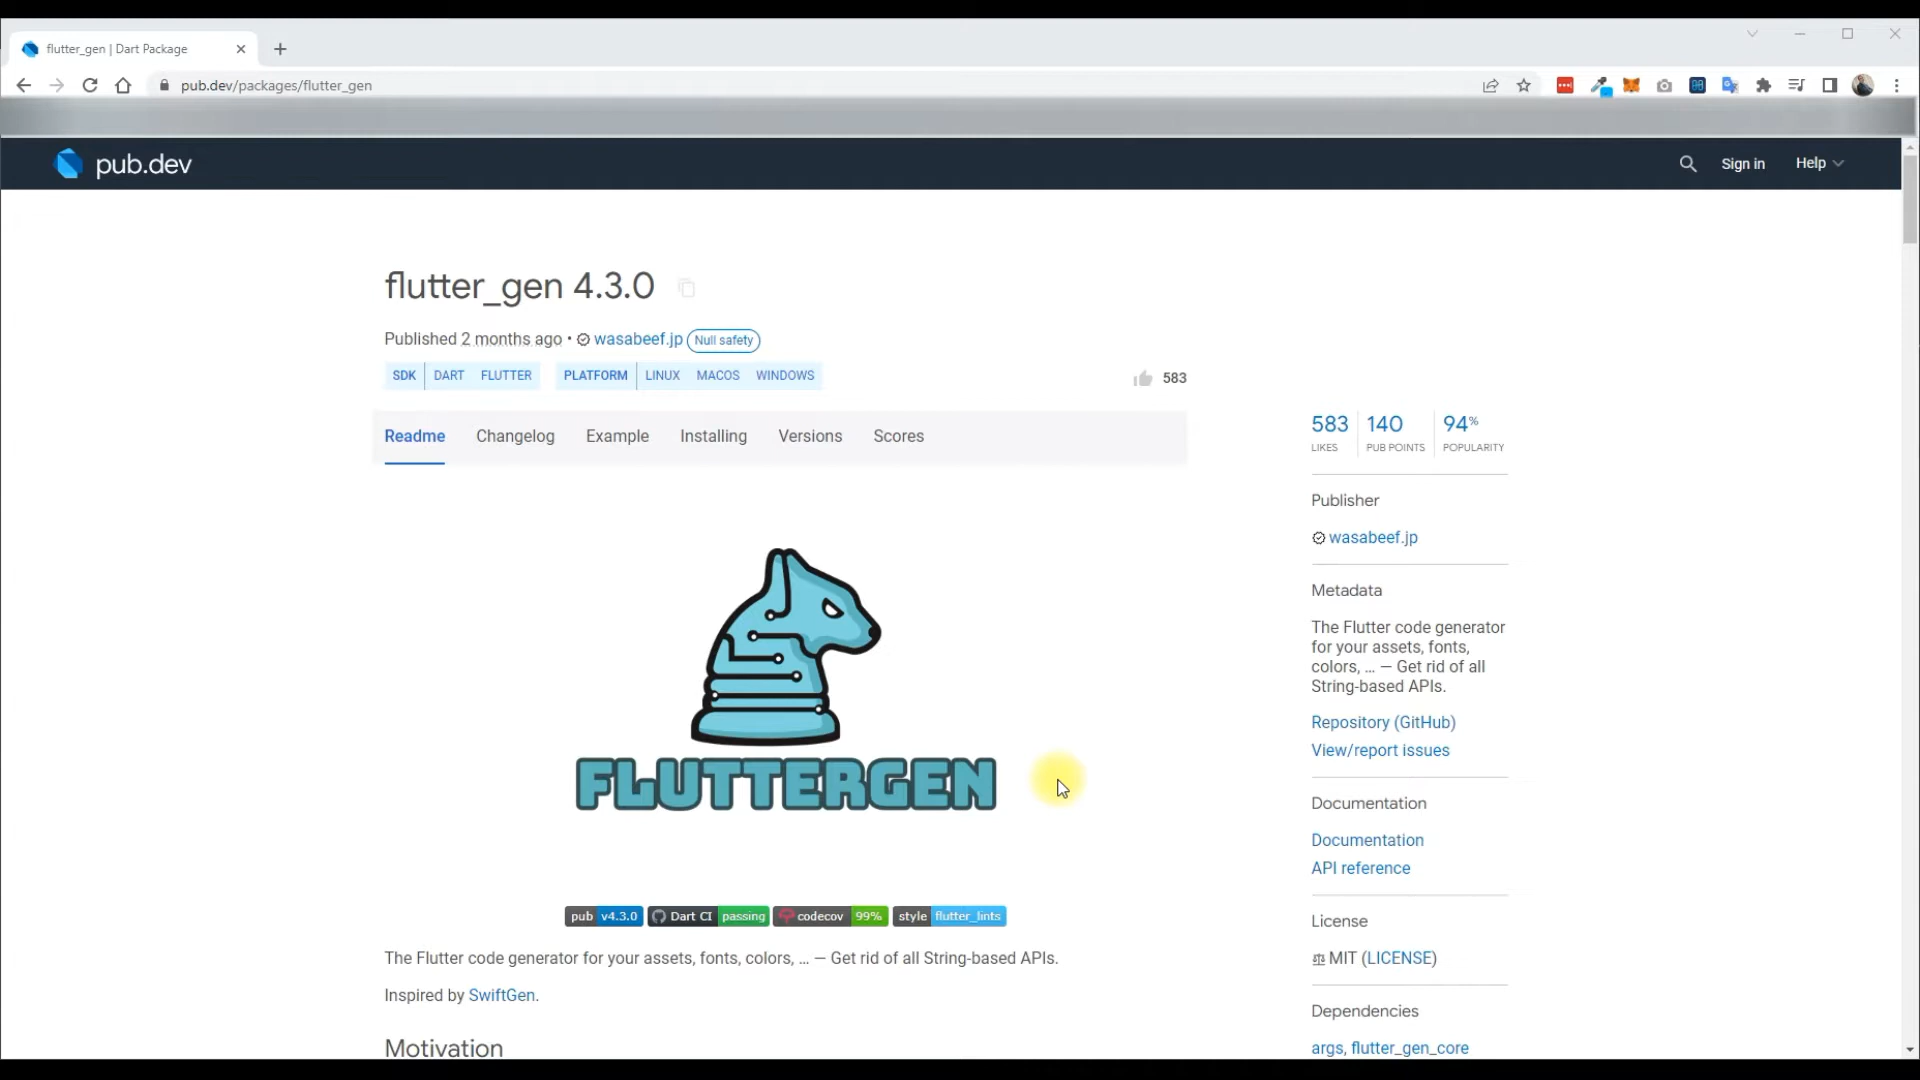 flutter_gen | Dart Package
pub.dev/packages/flutter_gen
pub.dev
Sign in
Help
flutter_gen 4.3.0
Published 2 months ago • wasabeef.jp Null safety
SDK DART FLUTTER PLATFORM LINUX MACOS WINDOWS
583
Readme Changelog Example Installing Versions Scores
FLUTTERGEN
pub v4.3.0 Dart CI passing codecov 99% style flutter_lints
The Flutter code generator for your assets, fonts, colors, … — Get rid of all String-based APIs.
Inspired by SwiftGen.
Motivation
583 140 94%
LIKES PUB POINTS POPULARITY
Publisher
wasabeef.jp
Metadata
The Flutter code generator
for your assets, fonts,
colors, … — Get rid of all
String-based APIs.
Repository (GitHub)
View/report issues
Documentation
Documentation
API reference
License
MIT (LICENSE)
Dependencies
args, flutter_gen_core